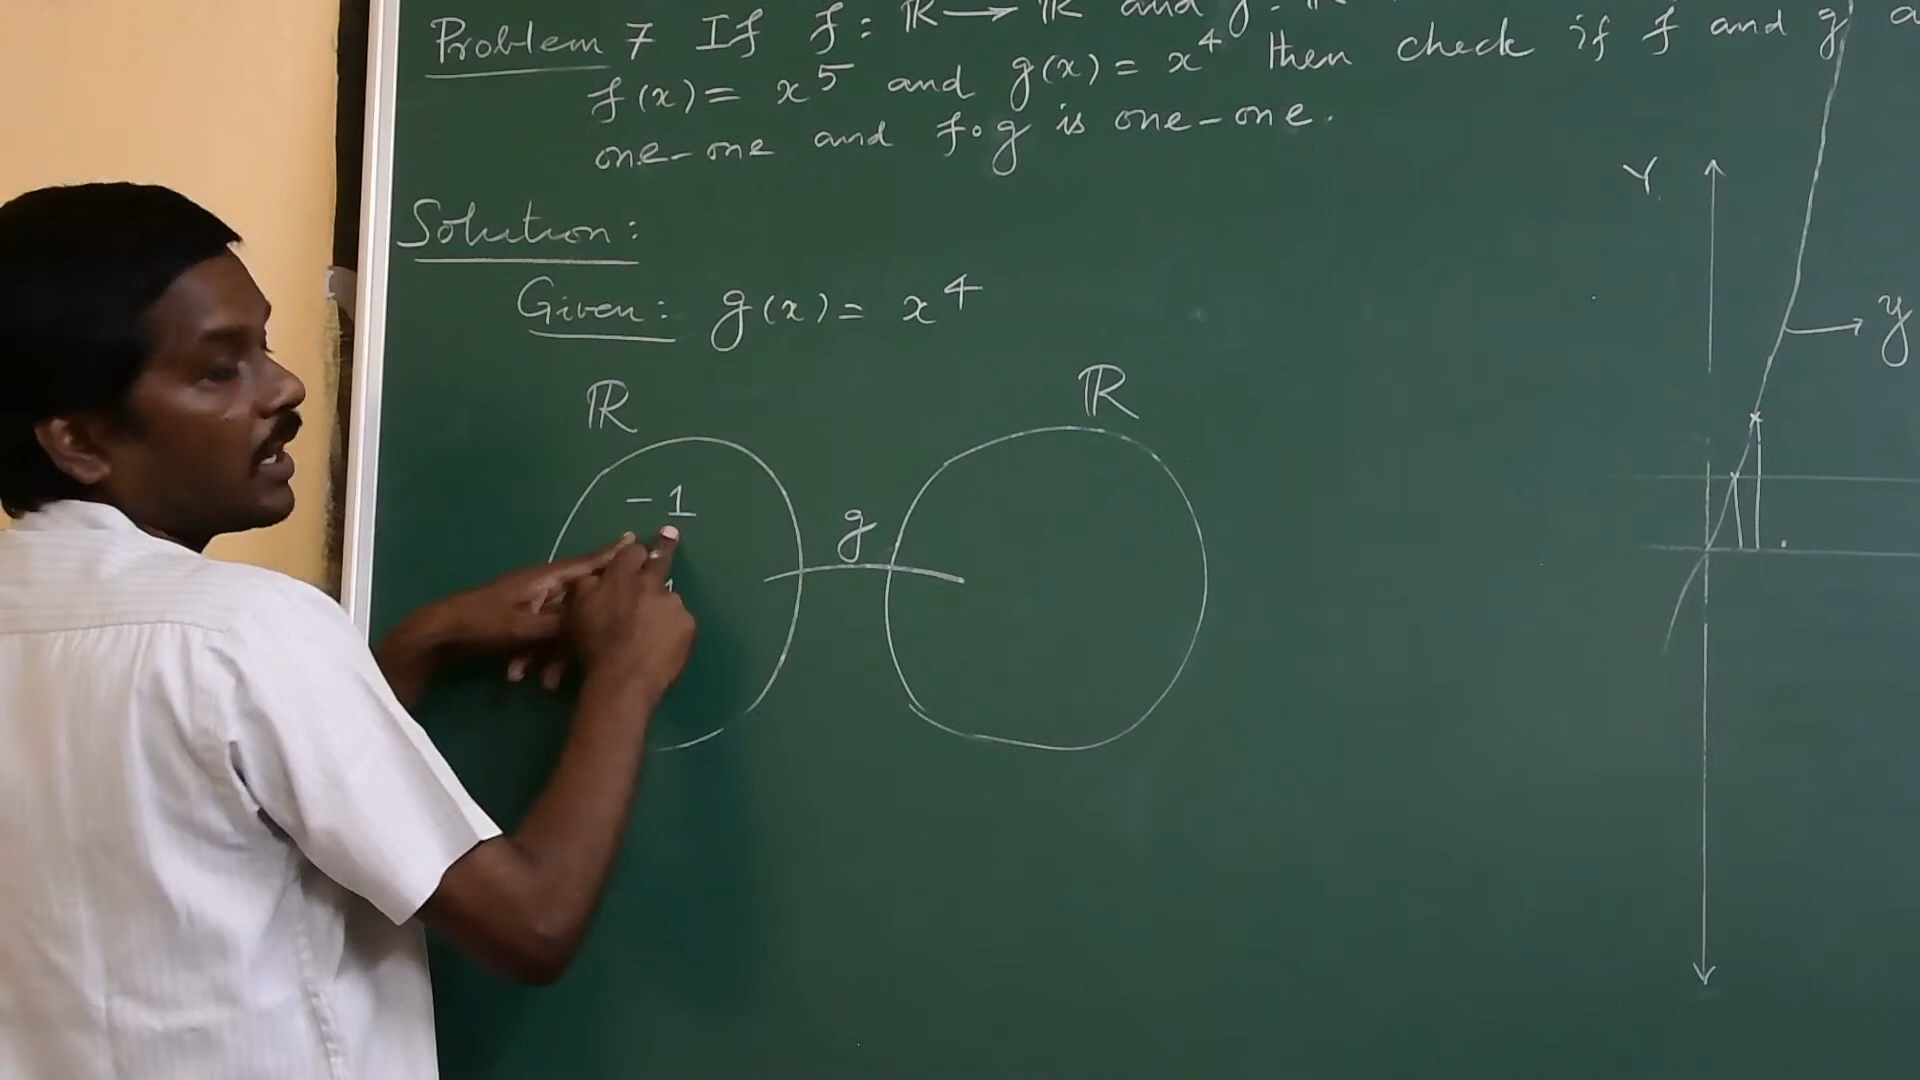 Problem 7 If f: ℝ → ℝ and g: ℝ
f(x) = x⁵ and g(x) = x⁴ then check if f and g a
one-one and f∘g is one-one.
Solution:
Given: g(x) = x⁴
ℝ ℝ
-1
g
1
Y
y